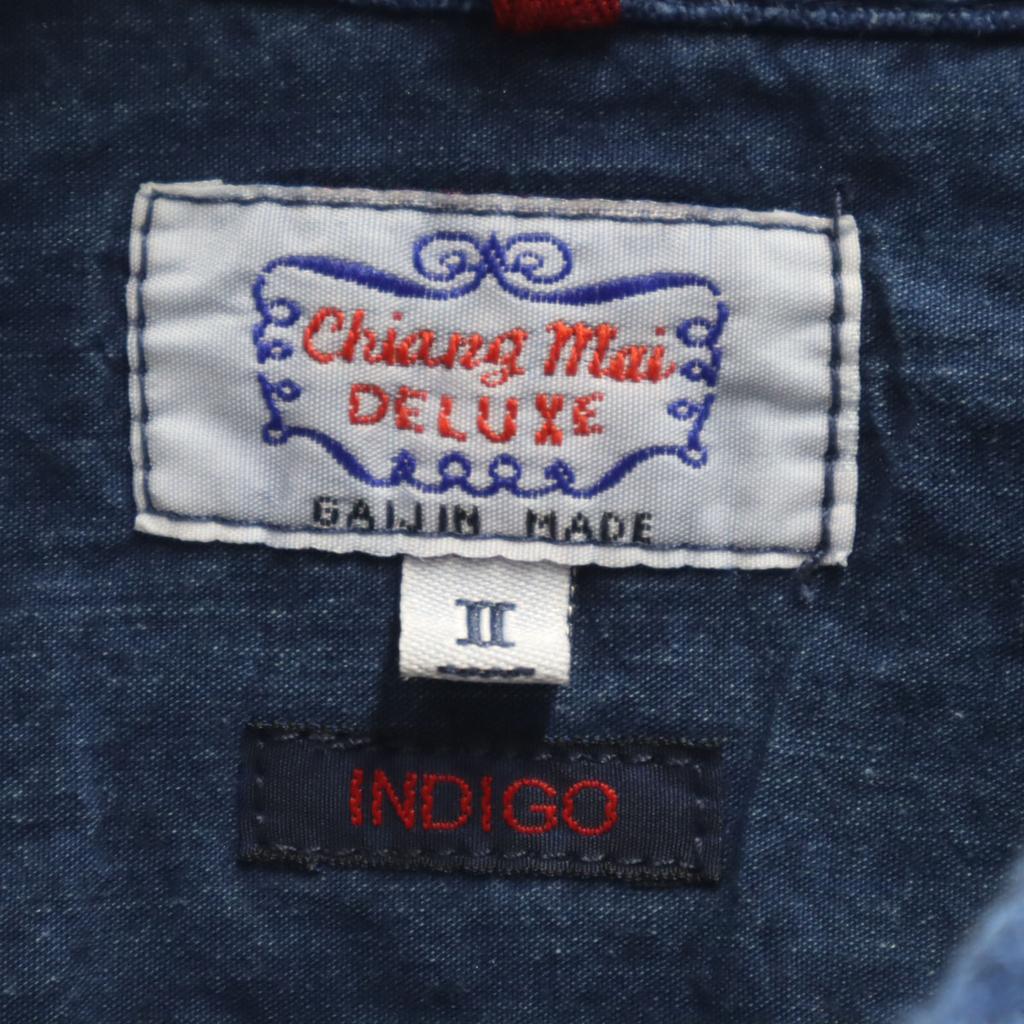 Chiang Mai
DELUXE
GAIJIN MADE
II
INDIGO